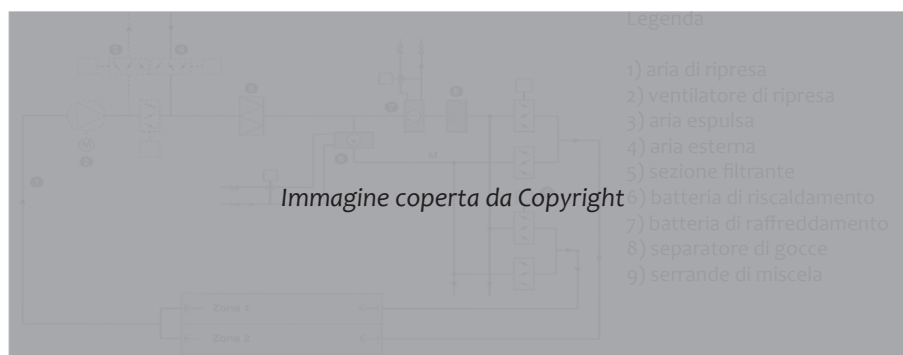 Legenda
1) aria di ripresa
2) ventilatore di ripresa
3) aria espulsa
4) aria esterna
5) sezione filtrante
Immagine coperta da Copyright
6) batteria di riscaldamento
7) batteria di raffreddamento
8) separatore di gocce
9) serrande di miscela
Zona 1
Zona 2